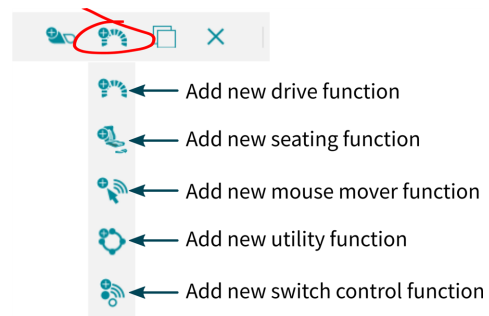 Add new drive function
Add new seating function
Add new mouse mover function
Add new utility function
Add new switch control function